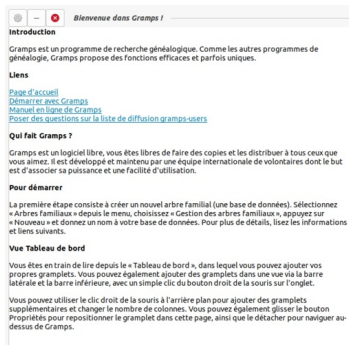 Bienvenue dans Gramps !
Introduction
Gramps est un programme de recherche généalogique. Comme les autres programmes de
généalogie, Gramps propose des fonctions efficaces et parfois uniques.
Liens
Page d'accueil
Démarrer avec Gramps
Manuel en ligne de Gramps
Poser des questions sur la liste de diffusion gramps-users
Qui fait Gramps ?
Gramps est un logiciel libre, vous êtes libres de faire des copies et les distribuer à tous ceux que
vous aimez. Il est développé et maintenu par une équipe internationale de volontaires dont le but
est d'associer sa puissance et une facilité d'utilisation.
Pour démarrer
La première étape consiste à créer un nouvel arbre familial (une base de données). Sélectionnez
« Arbres familiaux » depuis le menu, choisissez « Gestion des arbres familiaux », appuyez sur
« Nouveau » et donnez un nom à votre base de données. Pour plus de détails, lisez les informations
et liens suivants.
Vue Tableau de bord
Vous êtes en train de lire depuis le « Tableau de bord », dans lequel vous pouvez ajouter vos
propres gramplets. Vous pouvez également ajouter des gramplets dans une vue via la barre
latérale et la barre inférieure, avec un simple clic du bouton droit de la souris sur l'onglet.
Vous pouvez utiliser le clic droit de la souris à l'arrière plan pour ajouter des gramplets
supplémentaires et changer le nombre de colonnes. Vous pouvez également glisser le bouton
Propriétés pour repositionner le gramplet dans cette page, ainsi que le détacher pour naviguer au-
dessus de Gramps.